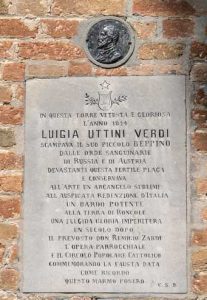 IN QUESTA TORRE VETUSTA E GLORIOSA
L'ANNO 1814
LUIGIA UTTINI VERDI
SCAMPAVA IL SUO PICCOLO BEPPINO
DALLE ORDE SANGUINARIE
DI RUSSIA E DI AUSTRIA
DEVASTANTI QUESTA FERTILE PLAGA
E CONSERVAVA
ALL'ARTE UN ARCANGELO SUBLIME
ALL'AUSPICATA REDENZIONE D'ITALIA
UN BARDO POTENTE
ALLA TERRA DI RONCOLE
UNA FULGIDA GLORIA IMPERITURA
UN SECOLO DOPO
IL PREVOSTO DON REMIGIO ZARDI
L'OPERA PARROCCHIALE
E IL CIRCOLO POPOLARE CATTOLICO
COMMEMORANDO LA FAUSTA DATA
COME RICORDO
QUESTO MARMO POSERO
C.S.B.